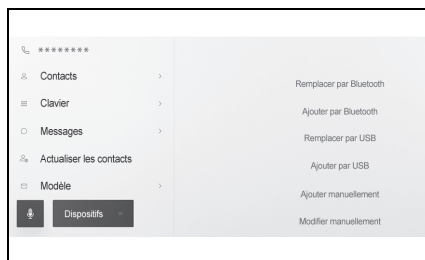 ********
Contacts
Clavier
Messages
Actualiser les contacts
Modèle
Dispositifs
Remplacer par Bluetooth
Ajouter par Bluetooth
Remplacer par USB
Ajouter par USB
Ajouter manuellement
Modifier manuellement